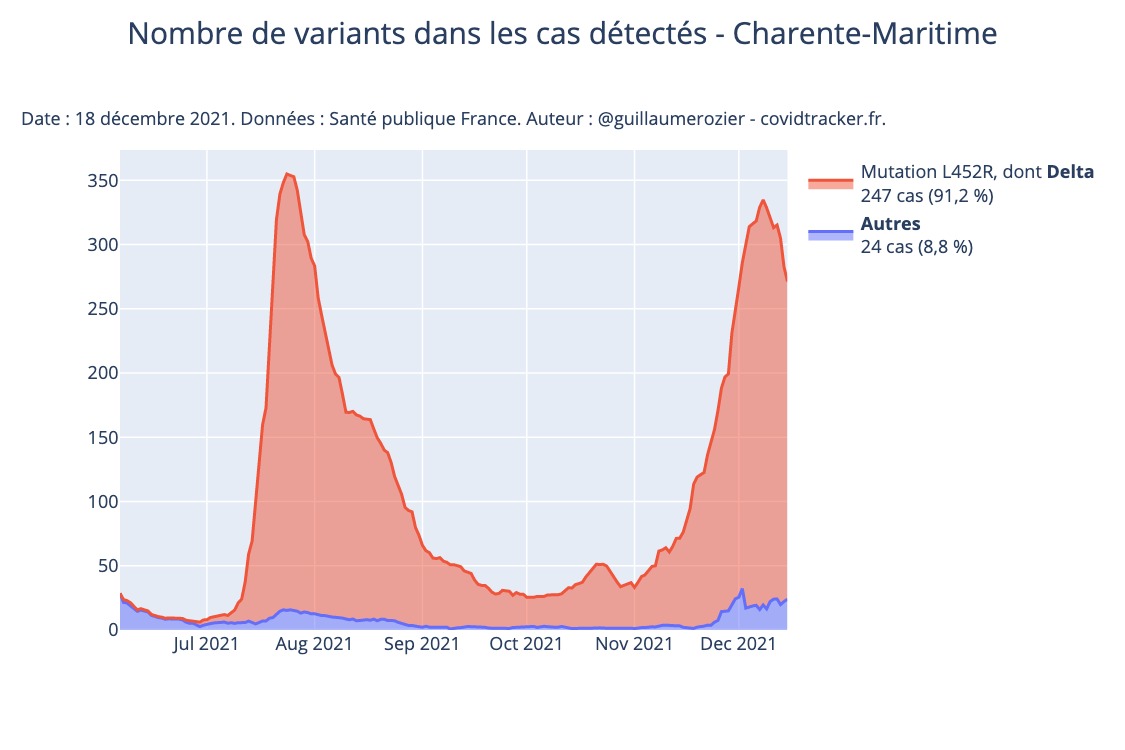 Nombre de variants dans les cas détectés - Charente-Maritime
Date : 18 décembre 2021. Données : Santé publique France. Auteur : @guillaumerozier - covidtracker.fr.
Mutation L452R, dont Delta
247 cas (91,2 %)
Autres
24 cas (8,8 %)
350
300
250
200
150
100
50
0
Jul 2021 Aug 2021 Sep 2021 Oct 2021 Nov 2021 Dec 2021